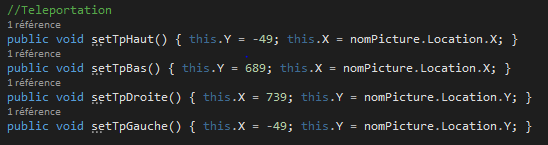 //Teleportation
1 référence
public void setTpHaut() { this.Y = -49; this.X = nomPicture.Location.X; }
1 référence
public void setTpBas() { this.Y = 689; this.X = nomPicture.Location.X; }
1 référence
public void setTpDroite() { this.X = 739; this.Y = nomPicture.Location.Y; }
1 référence
public void setTpGauche() { this.X = -49; this.Y = nomPicture.Location.Y; }